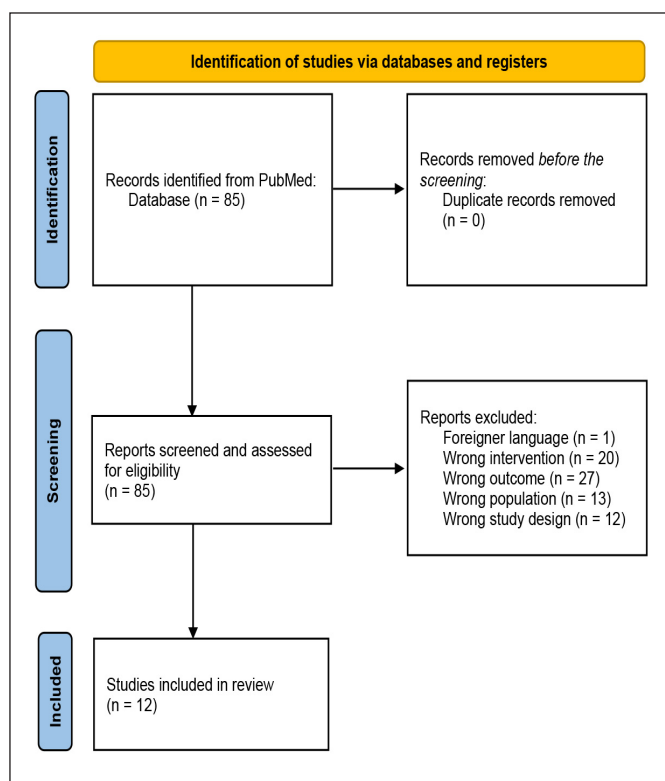 Identification of studies via databases and registers
Identification
Records identified from PubMed:
Database (n = 85)
Records removed before the
screening:
Duplicate records removed
(n = 0)
Screening
Reports screened and assessed
for eligibility
(n = 85)
Reports excluded:
Foreigner language (n = 1)
Wrong intervention (n = 20)
Wrong outcome (n = 27)
Wrong population (n = 13)
Wrong study design (n = 12)
Included
Studies included in review
(n = 12)